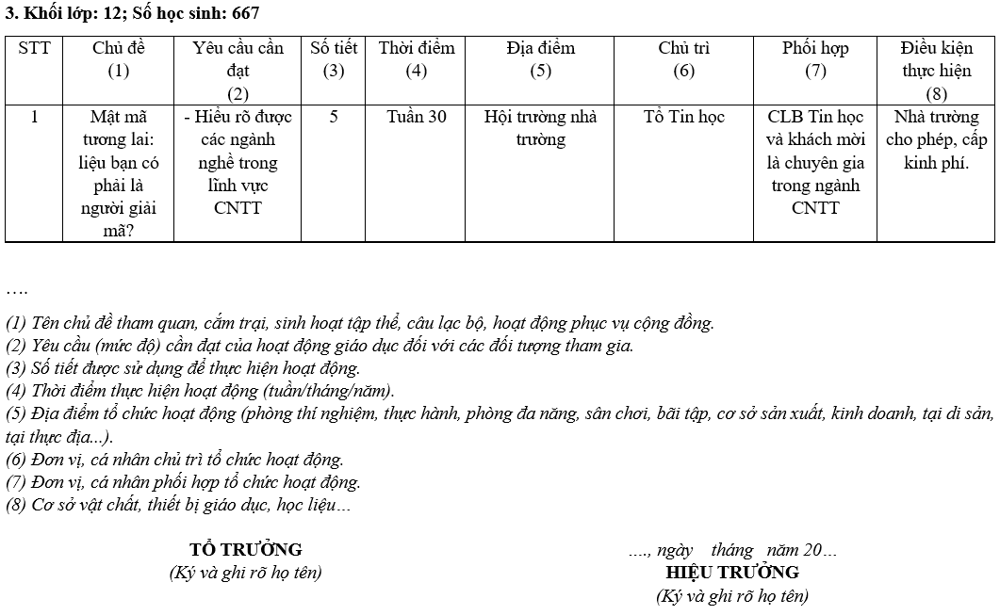 3. Khối lớp: 12; Số học sinh: 667
STT
Chủ đề
(1)
Yêu cầu cần
đạt
(2)
Số tiết
(3)
Thời điểm
(4)
Địa điểm
(5)
Chủ trì
(6)
Phối hợp
(7)
Điều kiện
thực hiện
(8)
1
Mật mã
tương lai:
liệu bạn có
phải là
người giải
mã?
- Hiểu rõ được
các ngành
nghề trong
lĩnh vực
CNTT
5
Tuần 30
Hội trường nhà
trường
Tổ Tin học
CLB Tin học
và khách mời
là chuyên gia
trong ngành
CNTT
Nhà trường
cho phép, cấp
kinh phí.
….
(1) Tên chủ đề tham quan, cắm trại, sinh hoạt tập thể, câu lạc bộ, hoạt động phục vụ cộng đồng.
(2) Yêu cầu (mức độ) cần đạt của hoạt động giáo dục đối với các đối tượng tham gia.
(3) Số tiết được sử dụng để thực hiện hoạt động.
(4) Thời điểm thực hiện hoạt động (tuần/tháng/năm).
(5) Địa điểm tổ chức hoạt động (phòng thí nghiệm, thực hành, phòng đa năng, sân chơi, bãi tập, cơ sở sản xuất, kinh doanh, tại di sản,
tại thực địa...).
(6) Đơn vị, cá nhân chủ trì tổ chức hoạt động.
(7) Đơn vị, cá nhân phối hợp tổ chức hoạt động.
(8) Cơ sở vật chất, thiết bị giáo dục, học liệu…
TỔ TRƯỞNG
(Ký và ghi rõ họ tên)
…., ngày tháng năm 20…
HIỆU TRƯỞNG
(Ký và ghi rõ họ tên)